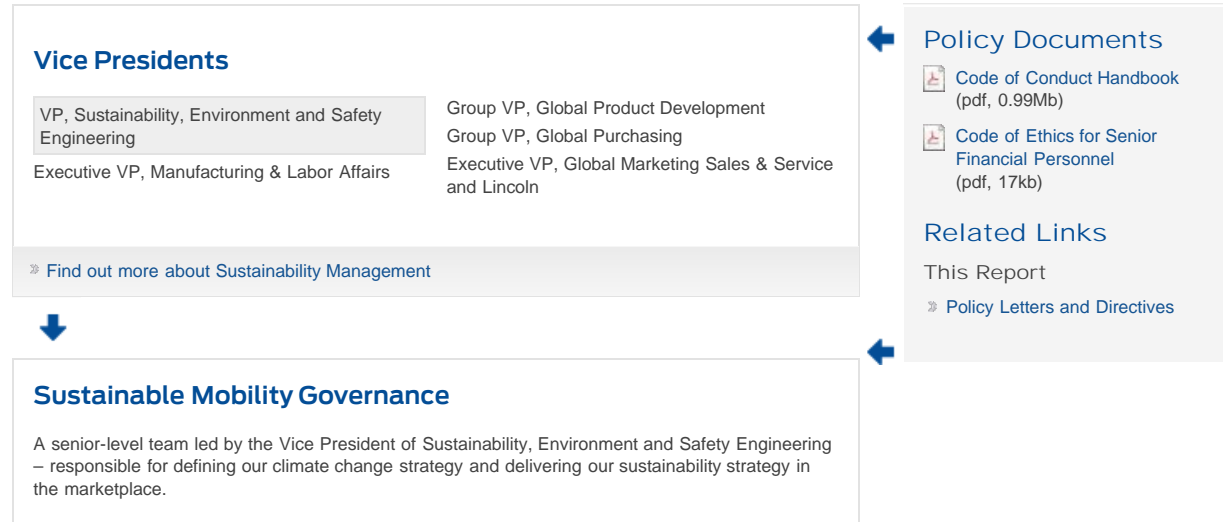 Vice Presidents
VP, Sustainability, Environment and Safety
Engineering
Executive VP, Manufacturing & Labor Affairs
Group VP, Global Product Development
Group VP, Global Purchasing
Executive VP, Global Marketing Sales & Service
and Lincoln
» Find out more about Sustainability Management
Sustainable Mobility Governance
A senior-level team led by the Vice President of Sustainability, Environment and Safety Engineering
– responsible for defining our climate change strategy and delivering our sustainability strategy in
the marketplace.
Policy Documents
Code of Conduct Handbook
(pdf, 0.99Mb)
Code of Ethics for Senior
Financial Personnel
(pdf, 17kb)
Related Links
This Report
» Policy Letters and Directives